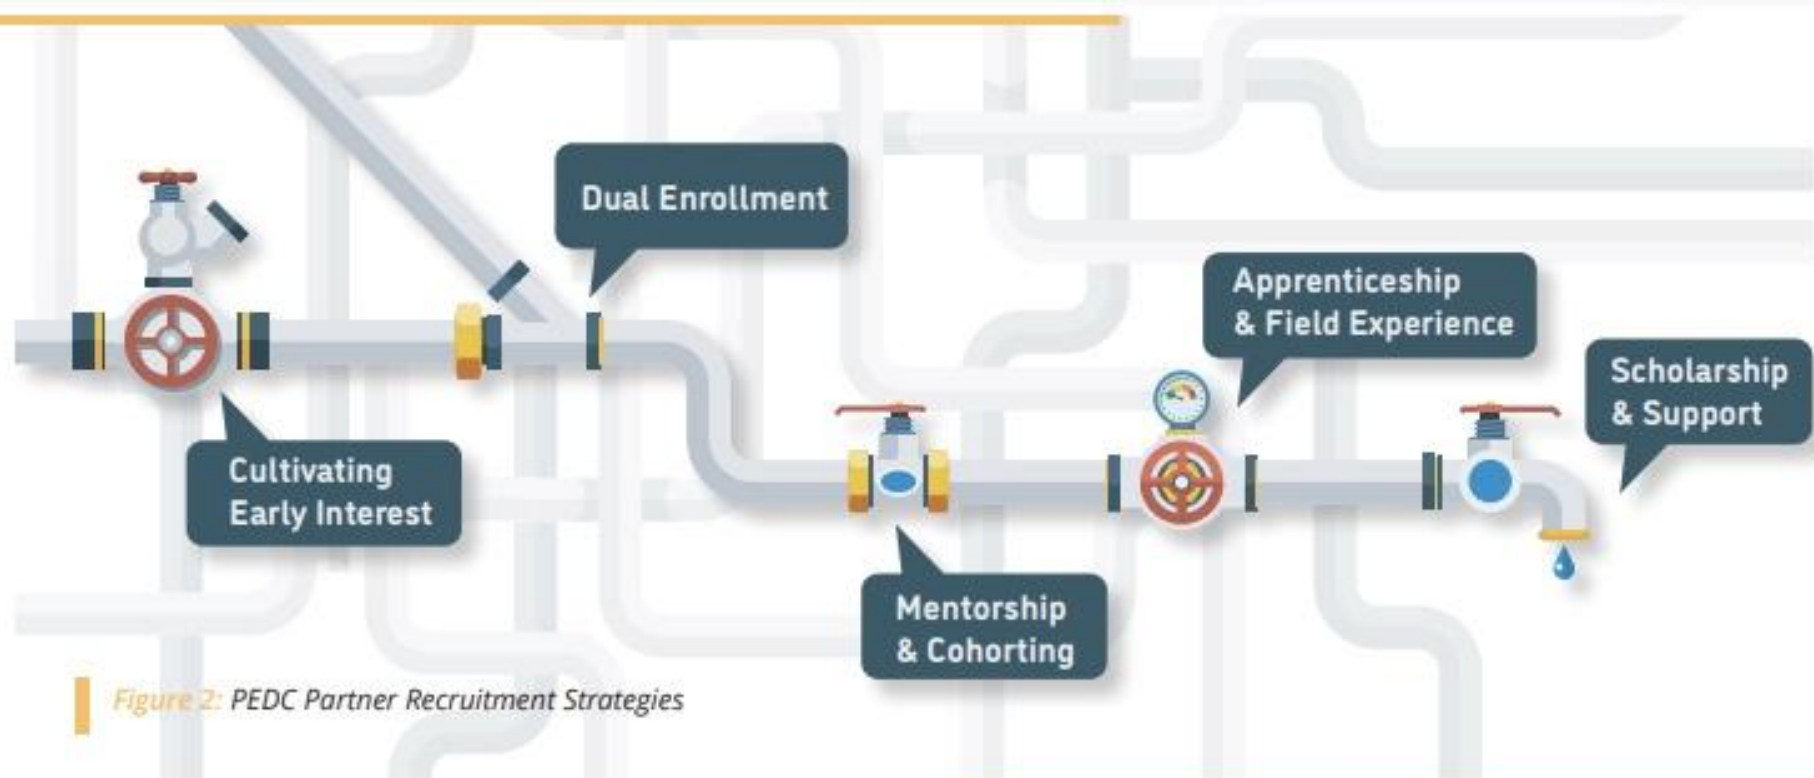 Dual Enrollment
Apprenticeship
& Field Experience
Scholarship
& Support
Cultivating
Early Interest
Mentorship
& Cohorting
Figure 2: PEDC Partner Recruitment Strategies